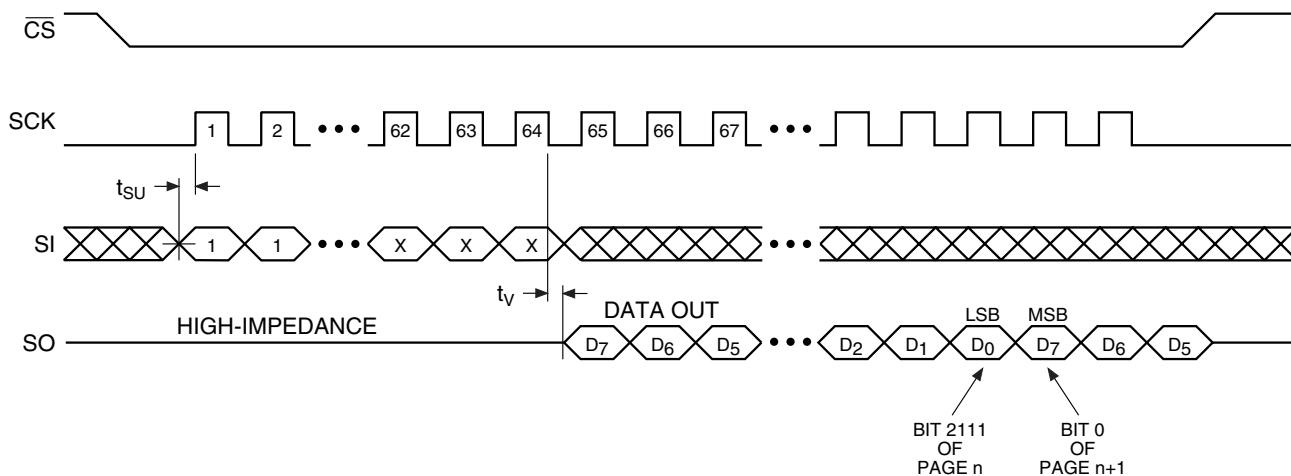 CS
SCK 1 2 ••• 62 63 64 65 66 67 •••
tSU
SI 1 1 ••• X X X •••
tV
HIGH-IMPEDANCE DATA OUT LSB MSB
SO D7 D6 D5 ••• D2 D1 D0 D7 D6 D5
BIT 2111
OF
PAGE n
BIT 0
OF
PAGE n+1